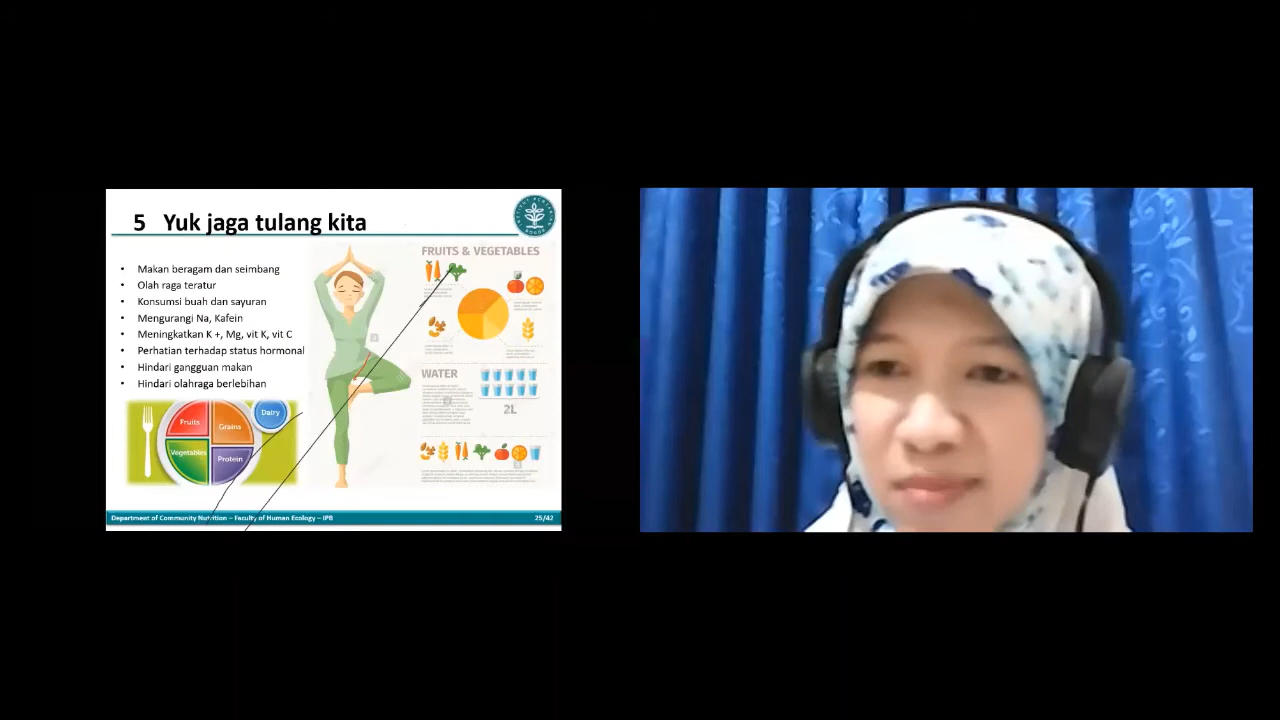 5 Yuk jaga tulang kita
• Makan beragam dan seimbang
• Olah raga teratur
• Konsumsi buah dan sayuran
• Mengurangi Na, Kafein
• Meningkatkan K +, Mg, vit K, vit C
• Perhatian terhadap status hormonal
• Hindari gangguan makan
• Hindari olahraga berlebihan
Fruits
Grains
Dairy
Vegetables
Protein
FRUITS & VEGETABLES
WATER
2L
Department of Community Nutrition – Faculty of Human Ecology – IPB
25/42